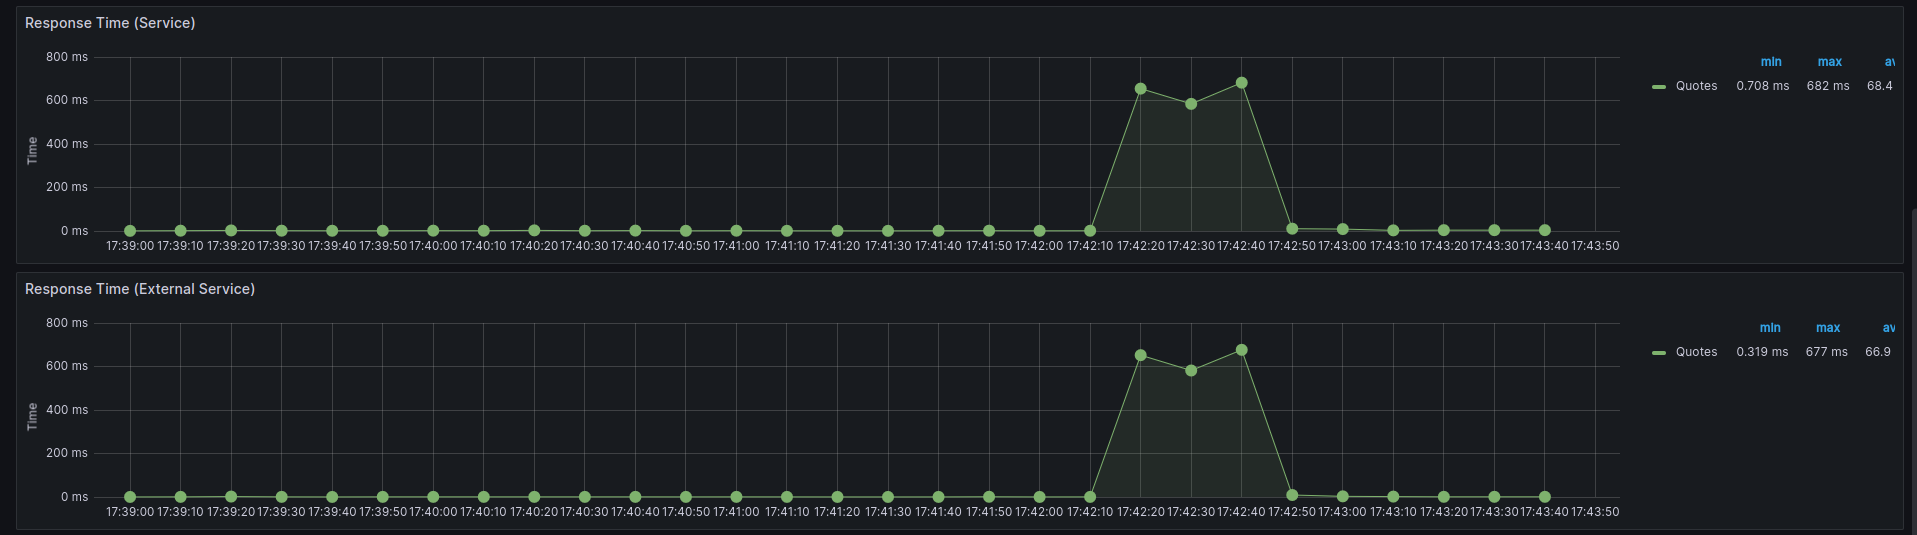 Response Time (Service)
800 ms
600 ms
400 ms
200 ms
0 ms
Time
17:39:00 17:39:10 17:39:20 17:39:30 17:39:40 17:39:50 17:40:00 17:40:10 17:40:20 17:40:30 17:40:40 17:40:50 17:41:00 17:41:10 17:41:20 17:41:30 17:41:40 17:41:50 17:42:00 17:42:10 17:42:20 17:42:30 17:42:40 17:42:50 17:43:00 17:43:10 17:43:20 17:43:30 17:43:40 17:43:50
min max av
Quotes 0.708 ms 682 ms 68.4
Response Time (External Service)
800 ms
600 ms
400 ms
200 ms
0 ms
Time
17:39:00 17:39:10 17:39:20 17:39:30 17:39:40 17:39:50 17:40:00 17:40:10 17:40:20 17:40:30 17:40:40 17:40:50 17:41:00 17:41:10 17:41:20 17:41:30 17:41:40 17:41:50 17:42:00 17:42:10 17:42:20 17:42:30 17:42:40 17:42:50 17:43:00 17:43:10 17:43:20 17:43:30 17:43:40 17:43:50
min max av
Quotes 0.319 ms 677 ms 66.9